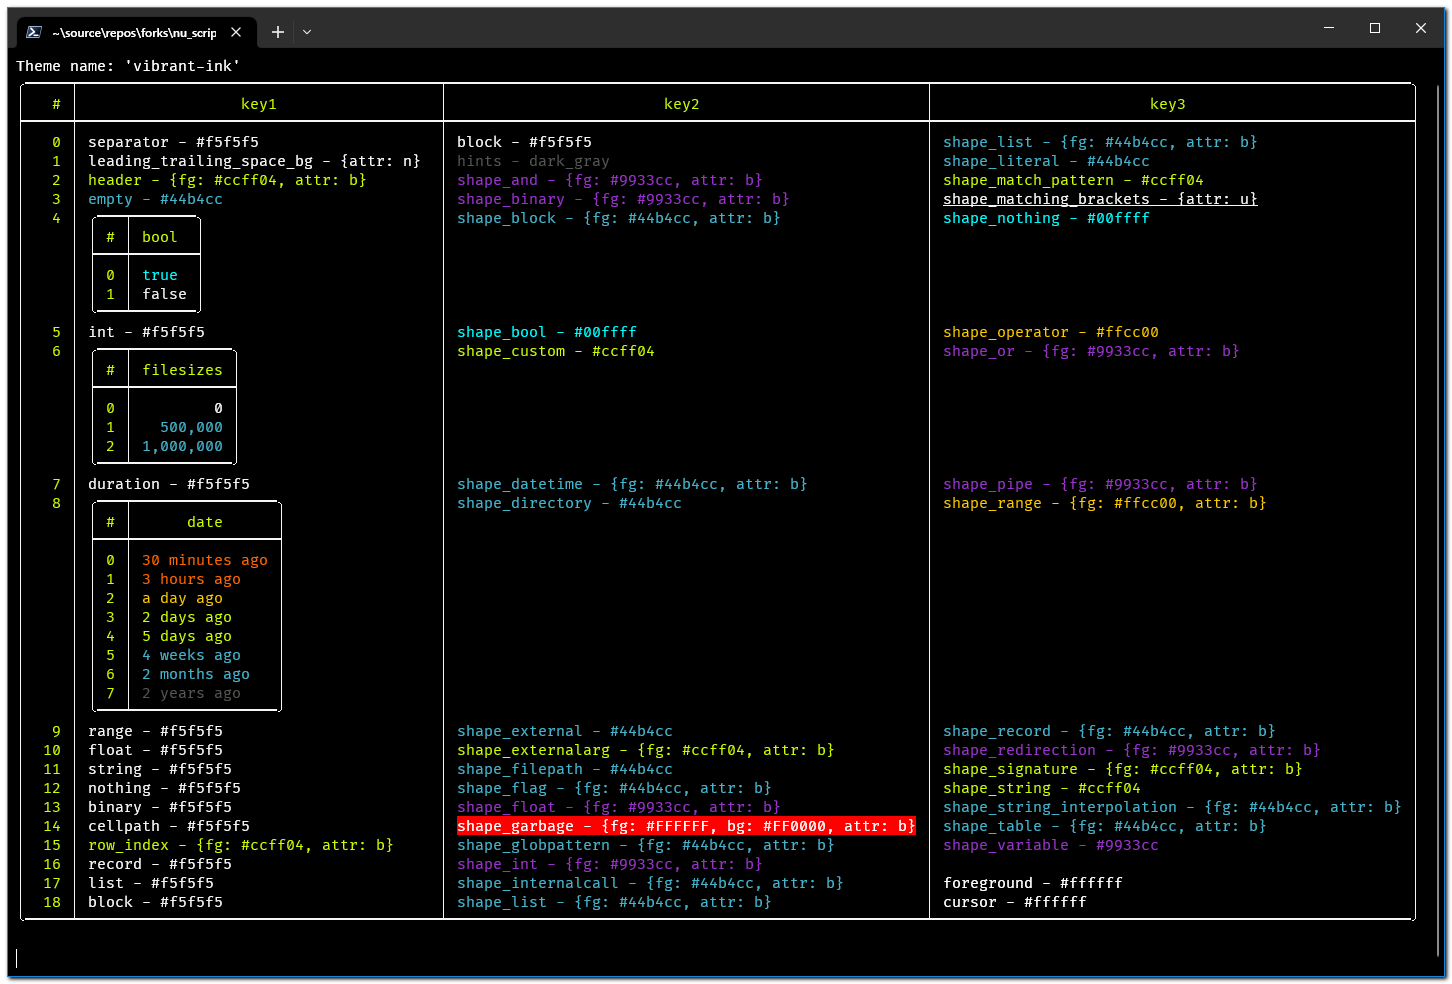 ~\source\repos\forks\nu_scrip
Theme name: 'vibrant-ink'
# key1 key2 key3
0 separator - #f5f5f5 block - #f5f5f5 shape_list - {fg: #44b4cc, attr: b}
1 leading_trailing_space_bg - {attr: n} hints - dark_gray shape_literal - #44b4cc
2 header - {fg: #ccff04, attr: b} shape_and - {fg: #9933cc, attr: b} shape_match_pattern - #ccff04
3 empty - #44b4cc shape_binary - {fg: #9933cc, attr: b} shape_matching_brackets - {attr: u}
4 shape_block - {fg: #44b4cc, attr: b} shape_nothing - #00ffff
# bool
0 true
1 false
5 int - #f5f5f5 shape_bool - #00ffff shape_operator - #ffcc00
6 shape_custom - #ccff04 shape_or - {fg: #9933cc, attr: b}
# filesizes
0 0
1 500,000
2 1,000,000
7 duration - #f5f5f5 shape_datetime - {fg: #44b4cc, attr: b} shape_pipe - {fg: #9933cc, attr: b}
8 shape_directory - #44b4cc shape_range - {fg: #ffcc00, attr: b}
# date
0 30 minutes ago
1 3 hours ago
2 a day ago
3 2 days ago
4 5 days ago
5 4 weeks ago
6 2 months ago
7 2 years ago
9 range - #f5f5f5 shape_external - #44b4cc shape_record - {fg: #44b4cc, attr: b}
10 float - #f5f5f5 shape_externalarg - {fg: #ccff04, attr: b} shape_redirection - {fg: #9933cc, attr: b}
11 string - #f5f5f5 shape_filepath - #44b4cc shape_signature - {fg: #ccff04, attr: b}
12 nothing - #f5f5f5 shape_flag - {fg: #44b4cc, attr: b} shape_string - #ccff04
13 binary - #f5f5f5 shape_float - {fg: #9933cc, attr: b} shape_string_interpolation - {fg: #44b4cc, attr: b}
14 cellpath - #f5f5f5 shape_garbage - {fg: #FFFFFF, bg: #FF0000, attr: b} shape_table - {fg: #44b4cc, attr: b}
15 row_index - {fg: #ccff04, attr: b} shape_globpattern - {fg: #44b4cc, attr: b} shape_variable - #9933cc
16 record - #f5f5f5 shape_int - {fg: #9933cc, attr: b}
17 list - #f5f5f5 shape_internalcall - {fg: #44b4cc, attr: b} foreground - #ffffff
18 block - #f5f5f5 shape_list - {fg: #44b4cc, attr: b} cursor - #ffffff